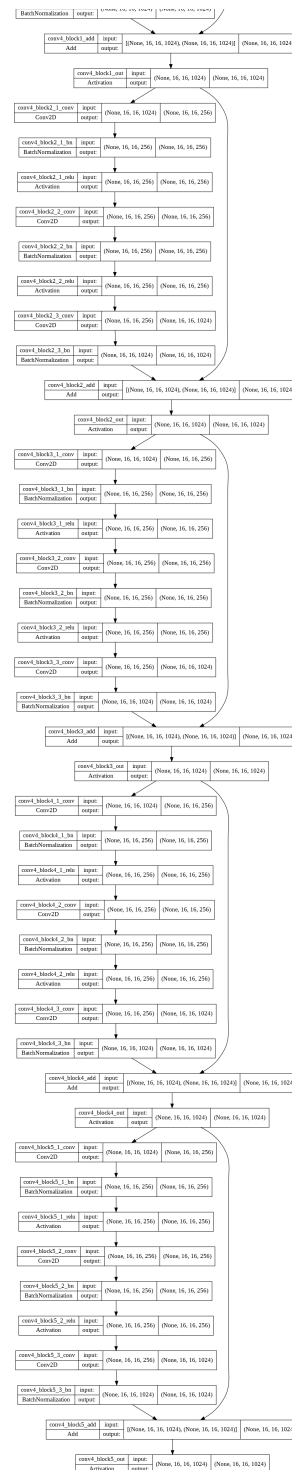 BatchNormalization output: (None, 16, 16, 1024) (None, 16, 16, 1024)
conv4_block1_add input: [(None, 16, 16, 1024), (None, 16, 16, 1024)] (None, 16, 16, 1024
Add output:
conv4_block1_out input: (None, 16, 16, 1024) (None, 16, 16, 1024)
Activation output:
conv4_block2_1_conv input: (None, 16, 16, 1024) (None, 16, 16, 256)
Conv2D output:
conv4_block2_1_bn input: (None, 16, 16, 256) (None, 16, 16, 256)
BatchNormalization output:
conv4_block2_1_relu input: (None, 16, 16, 256) (None, 16, 16, 256)
Activation output:
conv4_block2_2_conv input: (None, 16, 16, 256) (None, 16, 16, 256)
Conv2D output:
conv4_block2_2_bn input: (None, 16, 16, 256) (None, 16, 16, 256)
BatchNormalization output:
conv4_block2_2_relu input: (None, 16, 16, 256) (None, 16, 16, 256)
Activation output:
conv4_block2_3_conv input: (None, 16, 16, 256) (None, 16, 16, 1024)
Conv2D output:
conv4_block2_3_bn input: (None, 16, 16, 1024) (None, 16, 16, 1024)
BatchNormalization output:
conv4_block2_add input: [(None, 16, 16, 1024), (None, 16, 16, 1024)] (None, 16, 16, 1024
Add output:
conv4_block2_out input: (None, 16, 16, 1024) (None, 16, 16, 1024)
Activation output:
conv4_block3_1_conv input: (None, 16, 16, 1024) (None, 16, 16, 256)
Conv2D output:
conv4_block3_1_bn input: (None, 16, 16, 256) (None, 16, 16, 256)
BatchNormalization output:
conv4_block3_1_relu input: (None, 16, 16, 256) (None, 16, 16, 256)
Activation output:
conv4_block3_2_conv input: (None, 16, 16, 256) (None, 16, 16, 256)
Conv2D output:
conv4_block3_2_bn input: (None, 16, 16, 256) (None, 16, 16, 256)
BatchNormalization output:
conv4_block3_2_relu input: (None, 16, 16, 256) (None, 16, 16, 256)
Activation output:
conv4_block3_3_conv input: (None, 16, 16, 256) (None, 16, 16, 1024)
Conv2D output:
conv4_block3_3_bn input: (None, 16, 16, 1024) (None, 16, 16, 1024)
BatchNormalization output:
conv4_block3_add input: [(None, 16, 16, 1024), (None, 16, 16, 1024)] (None, 16, 16, 1024
Add output:
conv4_block3_out input: (None, 16, 16, 1024) (None, 16, 16, 1024)
Activation output:
conv4_block4_1_conv input: (None, 16, 16, 1024) (None, 16, 16, 256)
Conv2D output:
conv4_block4_1_bn input: (None, 16, 16, 256) (None, 16, 16, 256)
BatchNormalization output:
conv4_block4_1_relu input: (None, 16, 16, 256) (None, 16, 16, 256)
Activation output:
conv4_block4_2_conv input: (None, 16, 16, 256) (None, 16, 16, 256)
Conv2D output:
conv4_block4_2_bn input: (None, 16, 16, 256) (None, 16, 16, 256)
BatchNormalization output:
conv4_block4_2_relu input: (None, 16, 16, 256) (None, 16, 16, 256)
Activation output:
conv4_block4_3_conv input: (None, 16, 16, 256) (None, 16, 16, 1024)
Conv2D output:
conv4_block4_3_bn input: (None, 16, 16, 1024) (None, 16, 16, 1024)
BatchNormalization output:
conv4_block4_add input: [(None, 16, 16, 1024), (None, 16, 16, 1024)] (None, 16, 16, 1024
Add output:
conv4_block4_out input: (None, 16, 16, 1024) (None, 16, 16, 1024)
Activation output:
conv4_block5_1_conv input: (None, 16, 16, 1024) (None, 16, 16, 256)
Conv2D output:
conv4_block5_1_bn input: (None, 16, 16, 256) (None, 16, 16, 256)
BatchNormalization output:
conv4_block5_1_relu input: (None, 16, 16, 256) (None, 16, 16, 256)
Activation output:
conv4_block5_2_conv input: (None, 16, 16, 256) (None, 16, 16, 256)
Conv2D output:
conv4_block5_2_bn input: (None, 16, 16, 256) (None, 16, 16, 256)
BatchNormalization output:
conv4_block5_2_relu input: (None, 16, 16, 256) (None, 16, 16, 256)
Activation output:
conv4_block5_3_conv input: (None, 16, 16, 256) (None, 16, 16, 1024)
Conv2D output:
conv4_block5_3_bn input: (None, 16, 16, 1024) (None, 16, 16, 1024)
BatchNormalization output:
conv4_block5_add input: [(None, 16, 16, 1024), (None, 16, 16, 1024)] (None, 16, 16, 1024
Add output:
conv4_block5_out input: (None, 16, 16, 1024) (None, 16, 16, 1024)
Activation output: